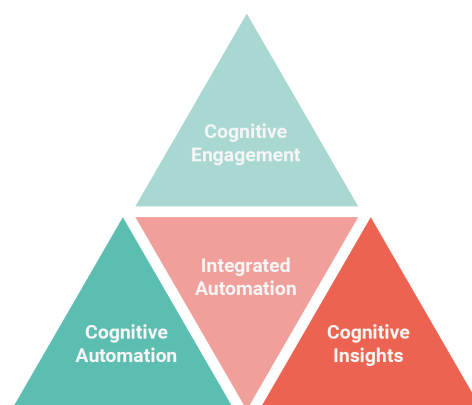 Cognitive
Engagement
Integrated
Automation
Cognitive
Automation
Cognitive
Insights